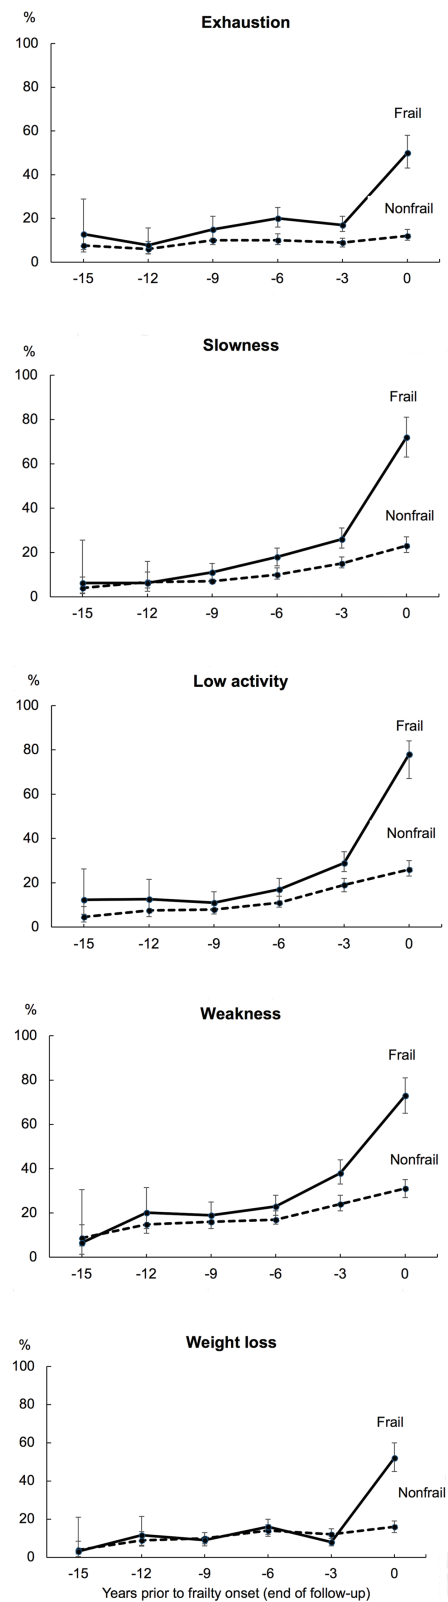 %
Exhaustion
100
80
Frail
60
40
Nonfrail
20
0
-15 -12 -9 -6 -3 0
%
Slowness
100
Frail
80
60
Nonfrail
40
20
0
-15 -12 -9 -6 -3 0
%
Low activity
100
Frail
80
60
Nonfrail
40
20
0
-15 -12 -9 -6 -3 0
%
Weakness
100
Frail
80
60
Nonfrail
40
20
0
-15 -12 -9 -6 -3 0
%
Weight loss
100
80
Frail
60
40
Nonfrail
20
0
-15 -12 -9 -6 -3 0
Years prior to frailty onset (end of follow-up)